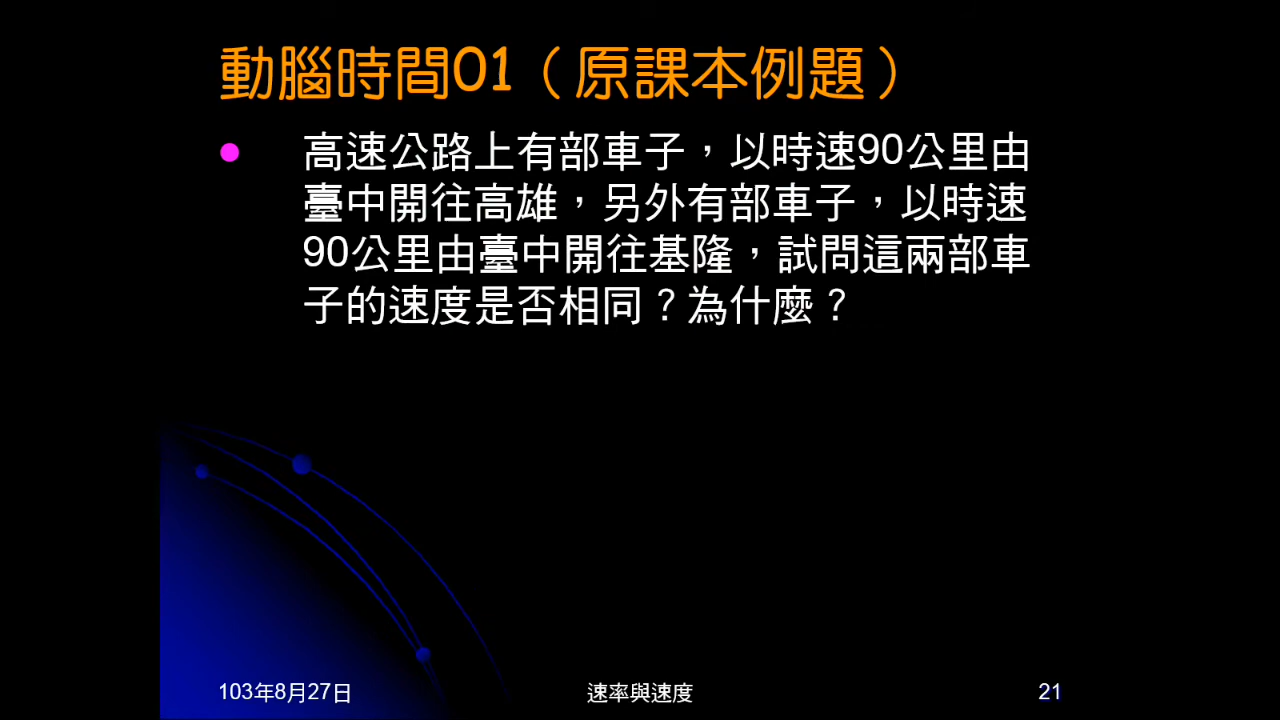 動腦時間01（原課本例題）
高速公路上有部車子，以時速90公里由
臺中開往高雄，另外有部車子，以時速
90公里由臺中開往基隆，試問這兩部車
子的速度是否相同？為什麼？
103年8月27日
速率與速度
21